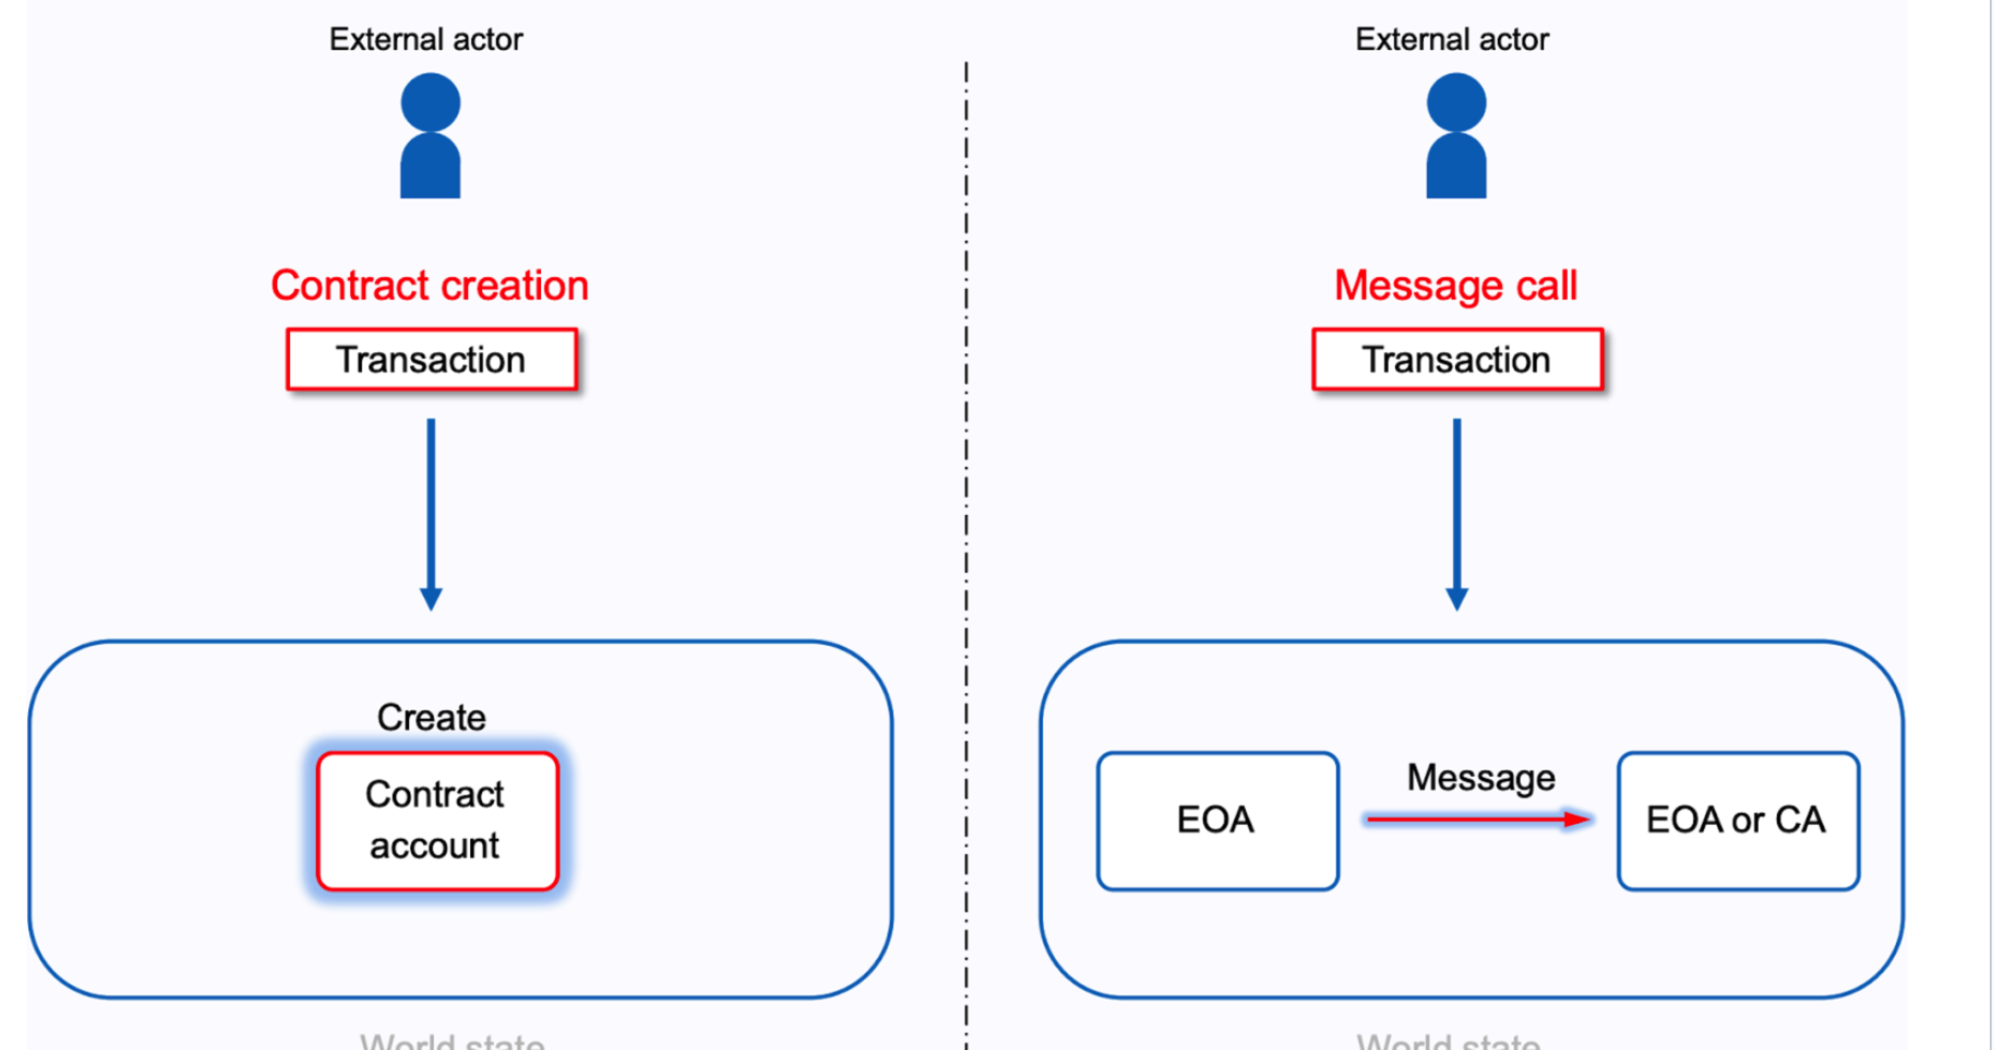 External actor
Contract creation
Transaction
Create
Contract
account
World state
External actor
Message call
Transaction
EOA
Message
EOA or CA
World state